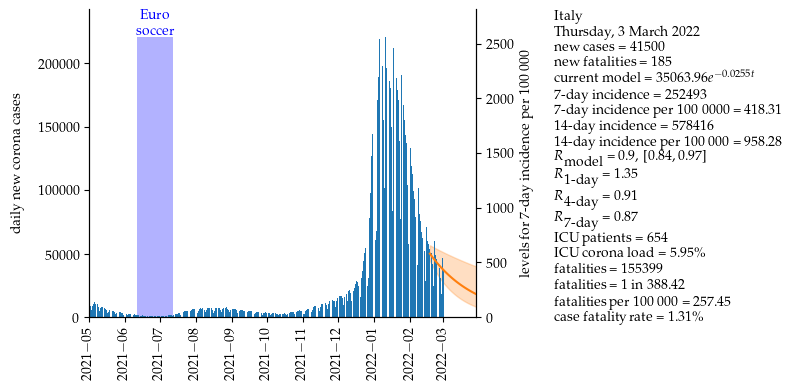 Euro
soccer
daily new corona cases
200000
150000
100000
50000
0
levels for 7-day incidence per 100 000
2500
2000
1500
1000
500
0
2021−05
2021−06
2021−07
2021−08
2021−09
2021−10
2021−11
2021−12
2022−01
2022−02
2022−03
Italy
Thursday, 3 March 2022
new cases = 41500
new fatalities = 185
current model = 35063.96e^{−0.0255t}
7-day incidence = 252493
7-day incidence per 100 0000 = 418.31
14-day incidence = 578416
14-day incidence per 100 0000 = 958.28
R_model = 0.9, [0.84, 0.97]
R_1-day = 1.35
R_4-day = 0.91
R_7-day = 0.87
ICU patients = 654
ICU corona load = 5.95%
fatalities = 155399
fatalities = 1 in 388.42
fatalities per 100 000 = 257.45
case fatality rate = 1.31%